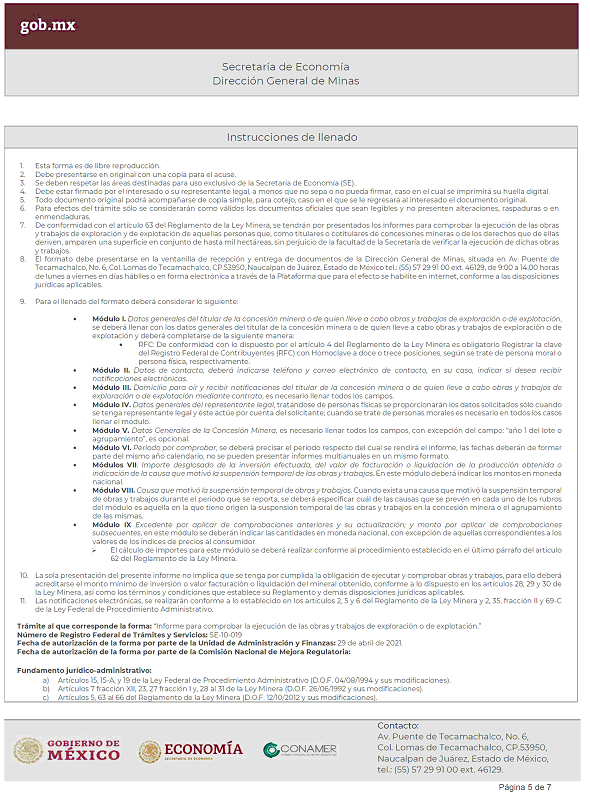 gob.mx
Secretaría de Economía
Dirección General de Minas
Instrucciones de llenado
1. Esta forma es de libre reproducción.
2. Debe presentarse en original con una copia para el acuse.
3. Se deben respetar las áreas destinadas para uso exclusivo de la Secretaría de Economía (SE).
4. Debe estar firmado por el interesado o su representante legal, a menos que no sepa o no pueda firmar, caso en el cual se imprimirá su huella digital.
5. Todo documento original podrá acompañarse de copia simple, para cotejo, caso en el que se le regresará al interesado el documento original.
6. Para efectos del trámite sólo se considerarán como válidos los documentos oficiales que sean legibles y no presenten alteraciones, raspaduras o en
enmendaduras.
7. De conformidad con el artículo 63 del Reglamento de la Ley Minera, se tendrán por presentados los informes para comprobar la ejecución de las obras
y trabajos de exploración y de explotación de aquellas personas que, como titulares o cotitulares de concesiones mineras o de los derechos que de ellas
deriven, amparen una superficie en conjunto de hasta mil hectáreas, sin perjuicio de la facultad de la Secretaría de verificar la ejecución de dichas obras
y trabajos.
8. El formato debe presentarse en la ventanilla de recepción y entrega de documentos de la Dirección General de Minas, situada en Av. Puente de
Tecamachalco, No. 6, Col. Lomas de Tecamachalco, CP.53950, Naucalpan de Juárez, Estado de México tel.: (55) 57 29 91 00 ext. 46129, de 9:00 a 14:00 horas
de lunes a viernes en días hábiles o en forma electrónica a través de la Plataforma que para el efecto se habilite en internet, conforme a las disposiciones
jurídicas aplicables.
9. Para el llenado del formato deberá considerar lo siguiente:
• Módulo I. Datos generales del titular de la concesión minera o de quien lleve a cabo obras y trabajos de exploración o de explotación,
se deberá llenar con los datos generales del titular de la concesión minera o de quien lleve a cabo obras y trabajos de exploración o de
explotación y deberá completarse de la siguiente manera:
• RFC: De conformidad con lo dispuesto por el artículo 4 del Reglamento de la Ley Minera es obligatorio Registrar la clave
del Registro Federal de Contribuyentes (RFC) con Homoclave a doce o trece posiciones, según se trate de persona moral o
persona física, respectivamente.
• Módulo II. Datos de contacto, deberá indicarse teléfono y correo electrónico de contacto, en su caso, indicar si desea recibir
notificaciones electrónicas.
• Módulo III. Domicilio para oír y recibir notificaciones del titular de la concesión minera o de quien lleve a cabo obras y trabajos de
exploración o de explotación mediante contrato, es necesario llenar todos los campos.
• Módulo IV. Datos generales del representante legal, tratándose de personas físicas se proporcionarán los datos solicitados sólo cuando
se tenga representante legal y éste actúe por cuenta del solicitante; cuando se trate de personas morales es necesario en todos los casos
llenar el módulo.
• Módulo V. Datos Generales de la Concesión Minera, es necesario llenar todos los campos, con excepción del campo: "año 1 del lote o
agrupamiento", es opcional.
• Módulo VI. Periodo por comprobar, se deberá precisar el periodo respecto del cual se rendirá el informe, las fechas deberán de formar
parte del mismo año calendario, no se pueden presentar informes multianuales en un mismo formato.
• Módulos VII. Importe desglosado de la inversión efectuada, del valor de facturación o liquidación de la producción obtenida o
indicación de la causa que motivó la suspensión temporal de las obras y trabajos. En este módulo deberá indicar los montos en moneda
nacional.
• Módulo VIII. Causa que motivó la suspensión temporal de obras y trabajos. Cuando exista una causa que motivó la suspensión temporal
de obras y trabajos durante el periodo que se reporta, se deberá especificar cuál de las causas que se prevén en cada uno de los rubros
del módulo es aquella en la que tiene origen la suspensión temporal de las obras y trabajos en la concesión minera o el agrupamiento
de las mismas.
• Módulo IX Excedente por aplicar de comprobaciones anteriores y su actualización; y monto por aplicar de comprobaciones
subsecuentes, en este módulo se deberán indicar las cantidades en moneda nacional, con excepción de aquellas correspondientes a los
valores de los índices de precios al consumidor.
➢ El cálculo de importes para este módulo se deberá realizar conforme al procedimiento establecido en el último párrafo del artículo
62 del Reglamento de la Ley Minera.
10. La sola presentación del presente informe no implica que se tenga por cumplida la obligación de ejecutar y comprobar obras y trabajos, para ello deberá
acreditarse el monto mínimo de inversión o valor facturación o liquidación del mineral obtenido, conforme a lo dispuesto en los artículos 28, 29 y 30 de
la Ley Minera, así como los términos y condiciones que establece su Reglamento y demás disposiciones jurídicas aplicables.
11. Las notificaciones electrónicas, se realizarán conforme a lo establecido en los artículos 2, 5 y 6 del Reglamento de la Ley Minera y 2, 35, fracción II y 69-C
de la Ley Federal de Procedimiento Administrativo.
Trámite al que corresponde la forma: "Informe para comprobar la ejecución de las obras y trabajos de exploración o de explotación."
Número de Registro Federal de Trámites y Servicios: SE-10-019
Fecha de autorización de la forma por parte de la Unidad de Administración y Finanzas: 29 de abril de 2021.
Fecha de autorización de la forma por parte de la Comisión Nacional de Mejora Regulatoria:
Fundamento jurídico-administrativo:
a) Artículos 15, 15-A, y 19 de la Ley Federal de Procedimiento Administrativo (D.O.F. 04/08/1994 y sus modificaciones).
b) Artículos 7 fracción XII, 23, 27 fracción I y, 28 al 31 de la Ley Minera (D.O.F. 26/06/1992 y sus modificaciones).
c) Artículos 5, 63 al 66 del Reglamento de la Ley Minera (D.O.F. 12/10/2012 y sus modificaciones).
GOBIERNO DE
MÉXICO
ECONOMÍA
SECRETARÍA DE ECONOMÍA
CONAMER
Contacto:
Av. Puente de Tecamachalco, No. 6,
Col. Lomas de Tecamachalco, CP.53950,
Naucalpan de Juárez, Estado de México,
tel.: (55) 57 29 91 00 ext. 46129.
Página 5 de 7